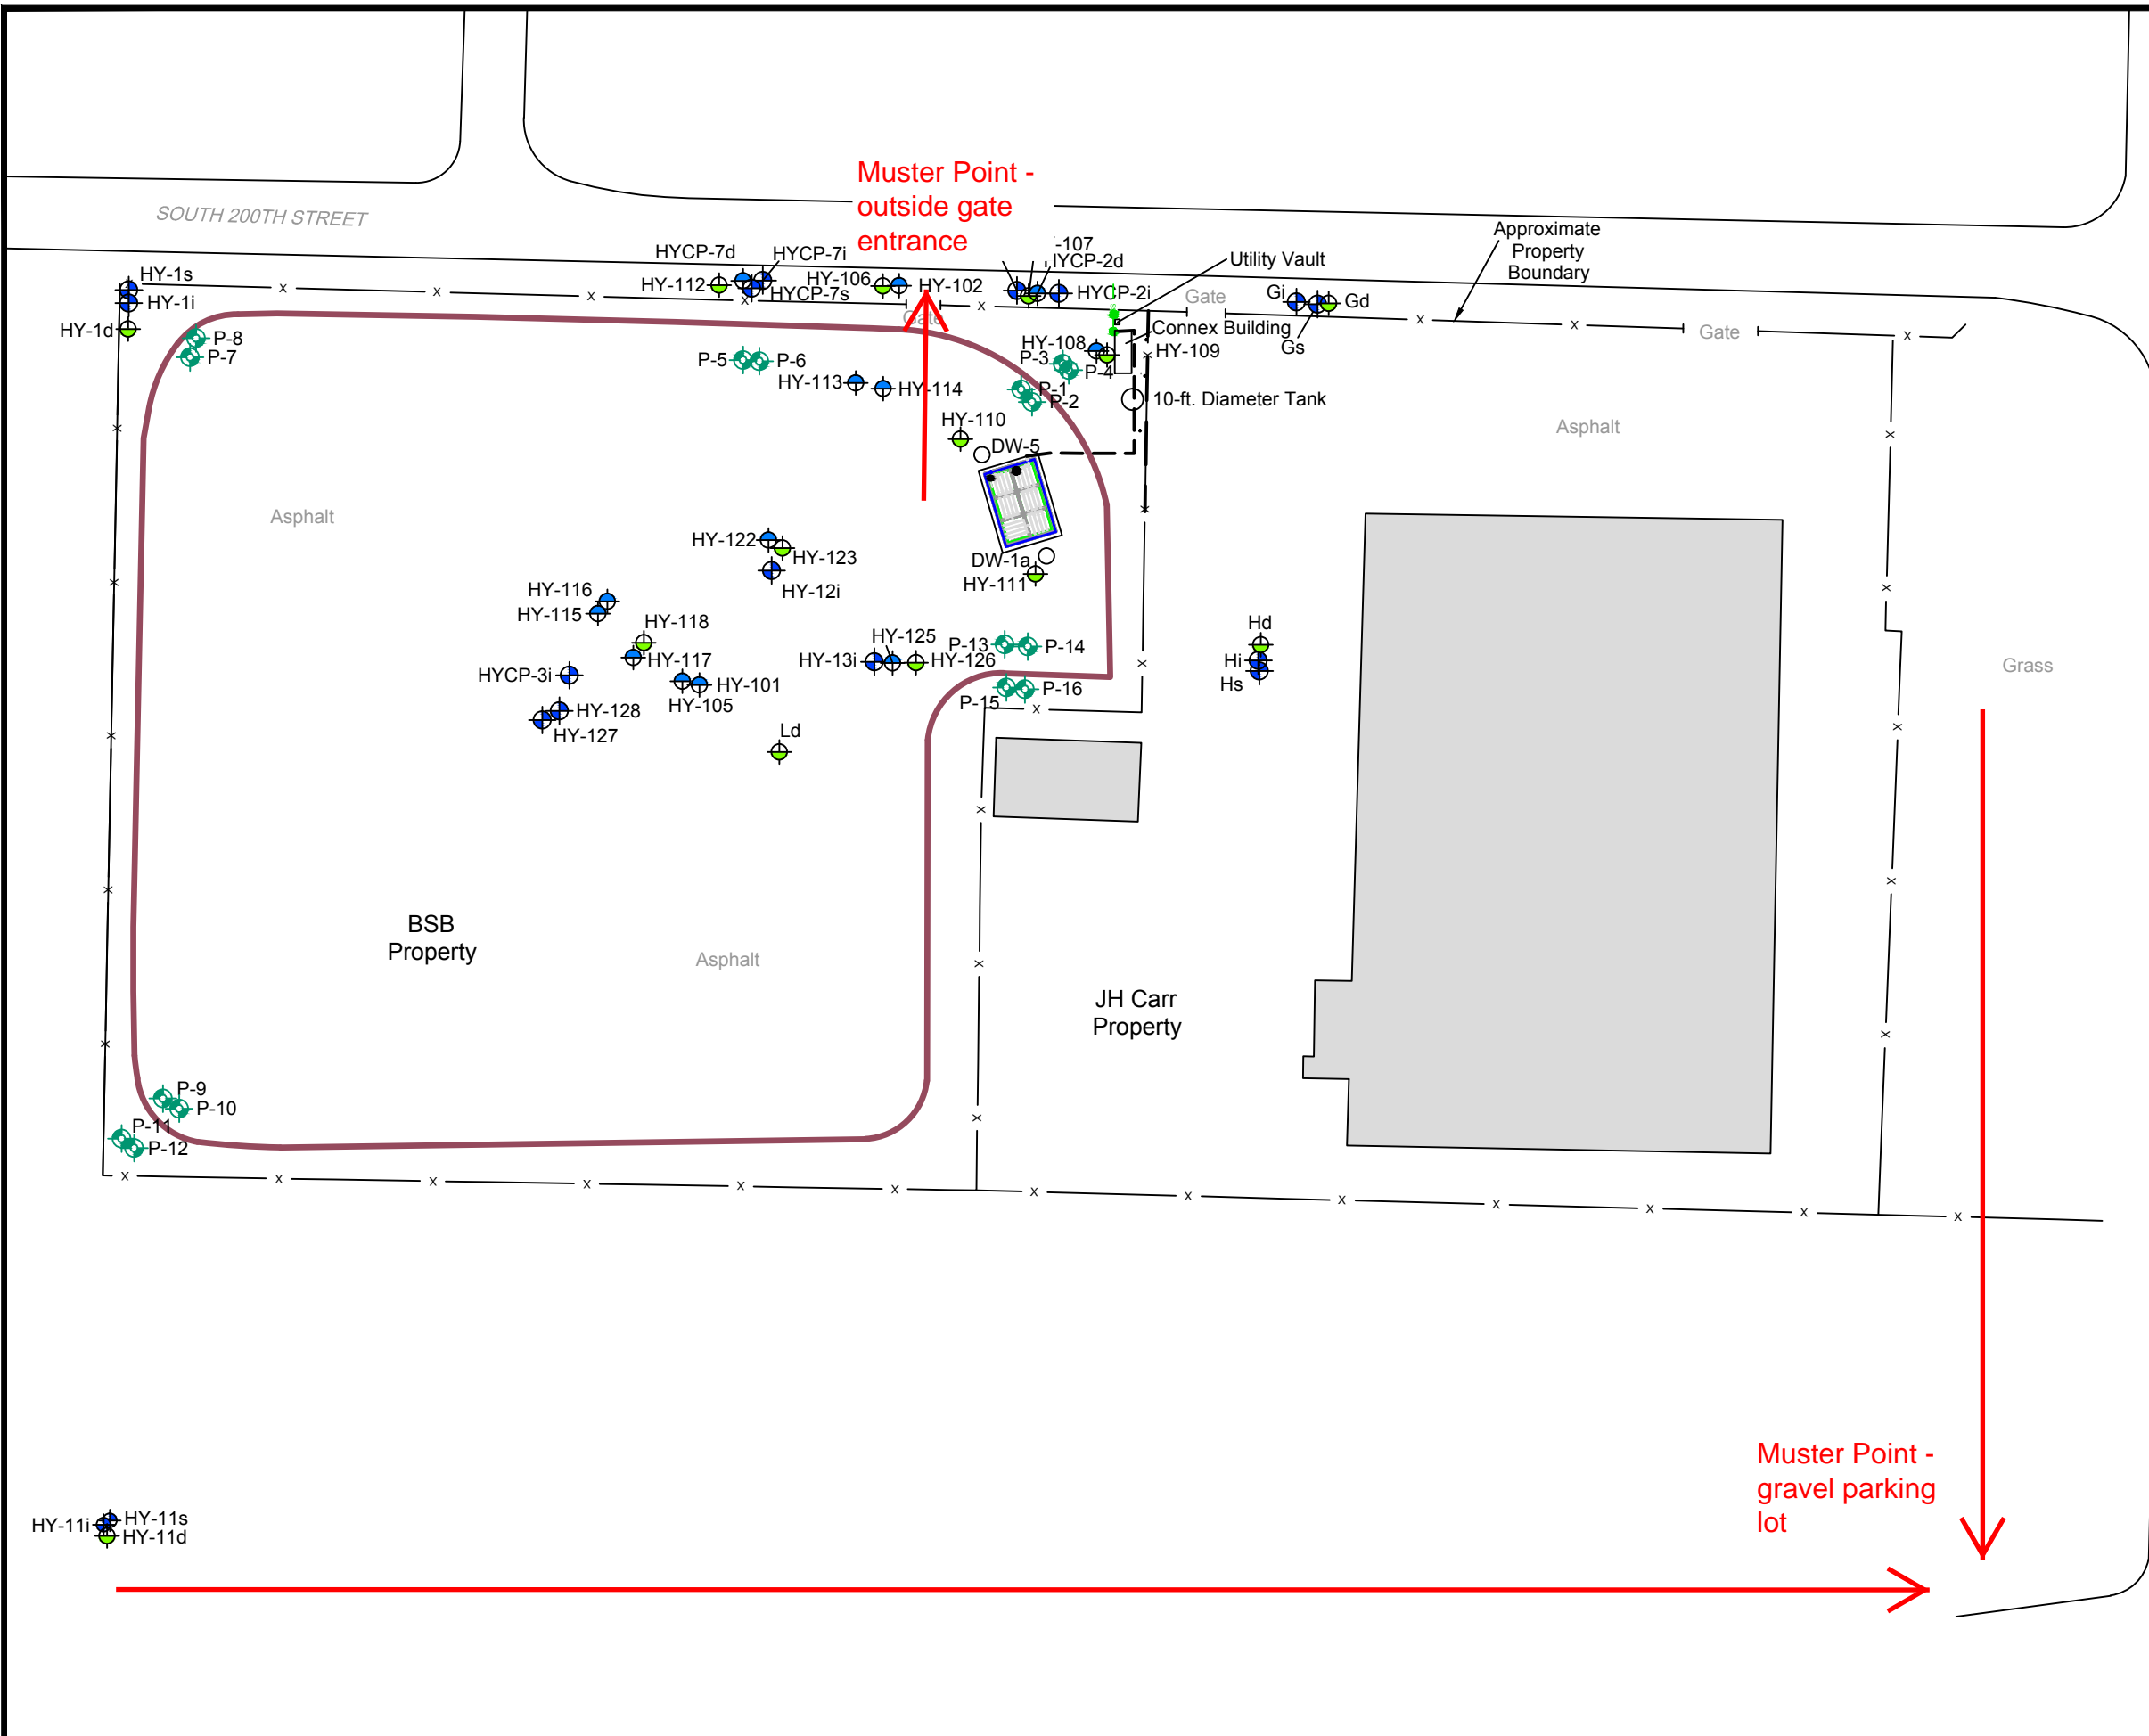 Muster Point -
outside gate
entrance
SOUTH 200TH STREET
Approximate
Property
Boundary
HYCP-7d
HYCP-7i
-107
HYCP-2d
Utility Vault
HY-1s
HY-1i
HY-1d
HY-112
HYCP-7s
HY-106
HY-102
HYCP-2i
Gate
Gate
Gi
Gd
Gs
Gate
Connex Building
P-8
P-7
P-5
P-6
HY-108
HY-109
P-3
P-4
HY-113
HY-114
P-1
P-2
10-ft. Diameter Tank
HY-110
DW-5
Asphalt
Asphalt
HY-122
HY-123
HY-12i
DW-1a
HY-111
HY-116
HY-115
HY-118
HY-117
HY-125
HY-13i
HY-126
P-13
P-14
Hd
Hi
Hs
Grass
HYCP-3i
HY-101
HY-105
P-15
P-16
HY-128
HY-127
Ld
BSB
Property
Asphalt
JH Carr
Property
P-9
P-10
P-11
P-12
Muster Point -
gravel parking
lot
HY-11s
HY-11i
HY-11d